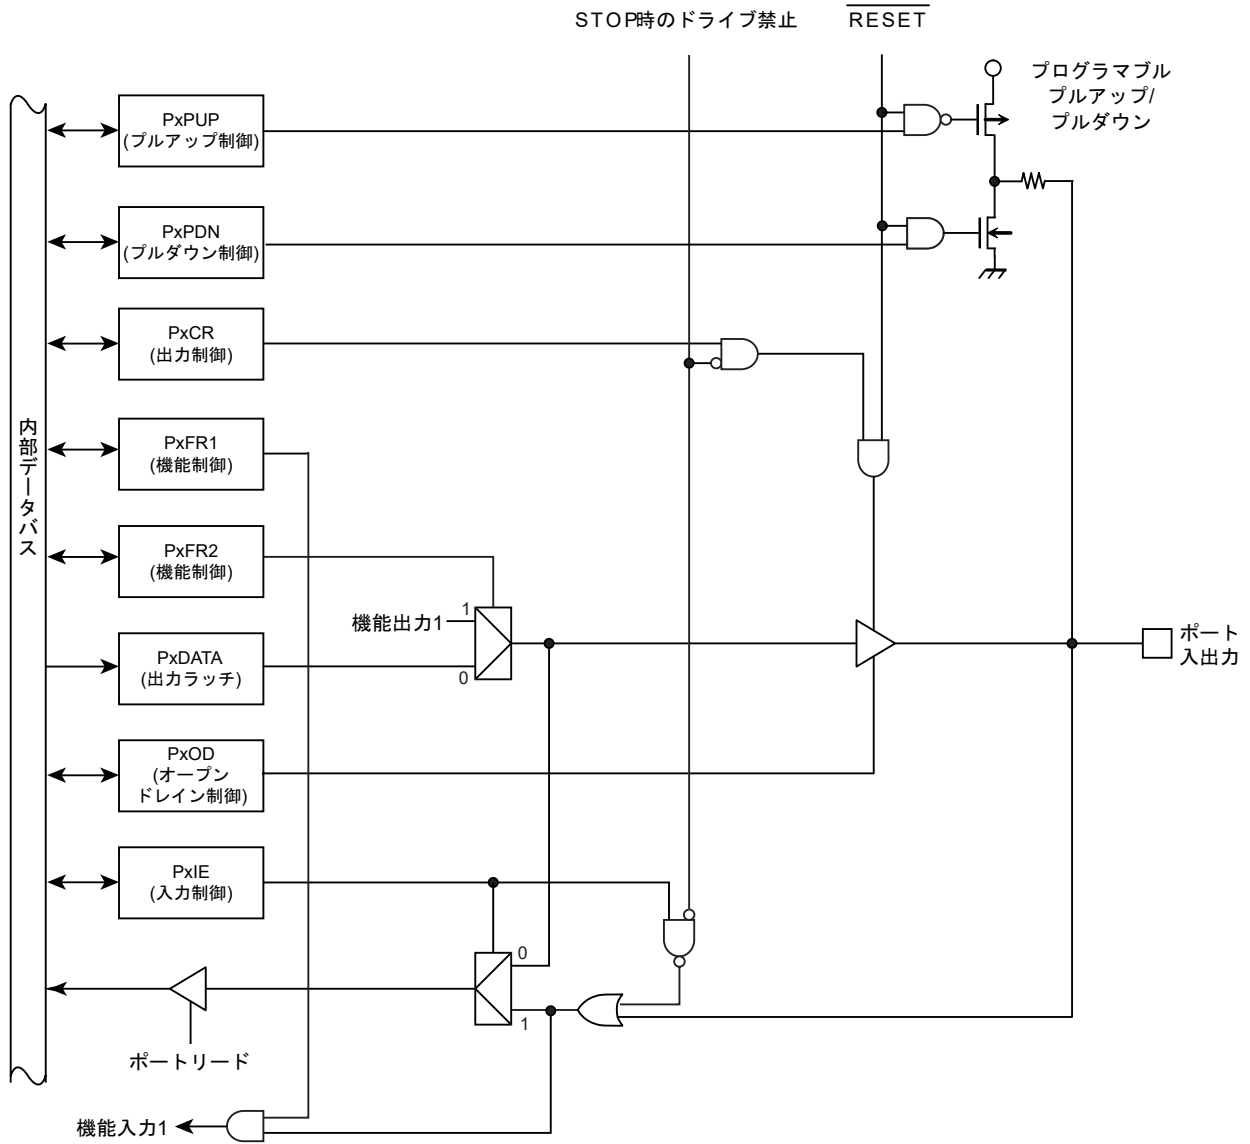 STOP時のドライブ禁止
RESET
プログラマブル
プルアップ/
プルダウン
PxPUP
(プルアップ制御)
PxPDN
(プルダウン制御)
PxCR
(出力制御)
内部データバス
PxFR1
(機能制御)
PxFR2
(機能制御)
機能出力1
1
0
PxDATA
(出力ラッチ)
ポート
入出力
PxOD
(オープン
ドレイン制御)
PxIE
(入力制御)
0
1
ポートリード
機能入力1